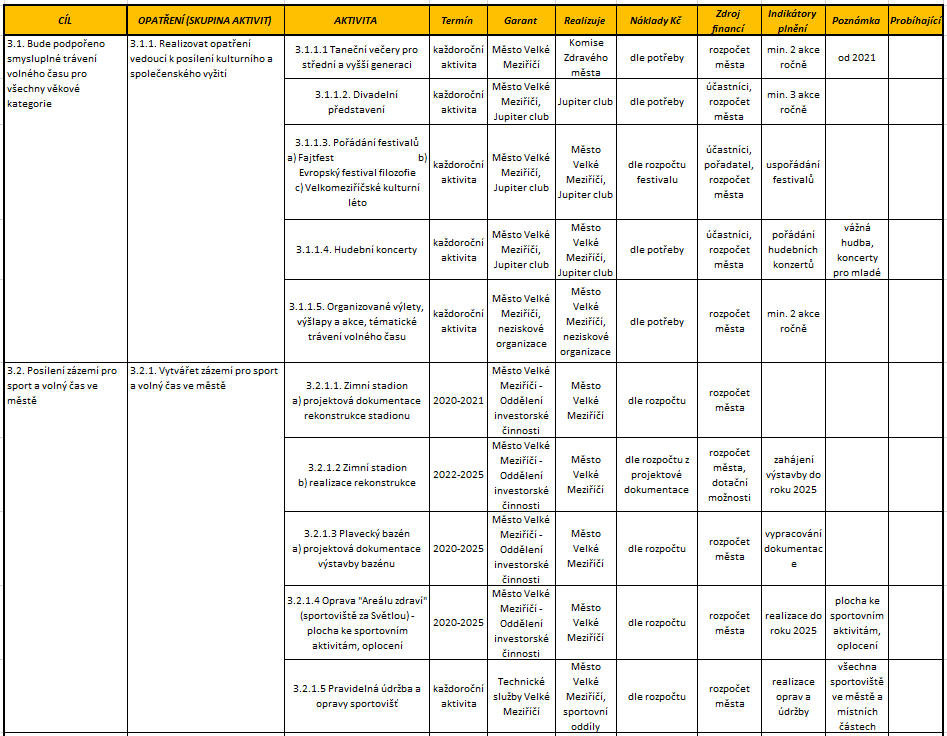 CÍL
OPATŘENÍ (SKUPINA AKTIVIT)
AKTIVITA
Termín
Garant
Realizuje
Náklady Kč
Zdroj
financí
Indikátory
plnění
Poznámka
Probíhající
3.1. Bude podpořeno
smysluplné trávení
volného času pro
všechny věkové
kategorie
3.1.1. Realizovat opatření
vedoucí k posílení kulturního a
společenského vyžití
3.1.1.1 Taneční večery pro
střední a vyšší generaci
každoroční
aktivita
Město Velké
Meziříčí
Komise
Zdravého
města
dle potřeby
rozpočet
města
min. 2 akce
ročně
od 2021
3.1.1.2. Divadelní
představení
každoroční
aktivita
Město Velké
Meziříčí,
Jupiter club
Jupiter club
dle potřeby
účastníci,
rozpočet
města
min. 3 akce
ročně
3.1.1.3. Pořádání festivalů
a) Fajtfest b)
Evropský festival filozofie
c) Velkomeziříčské kulturní
léto
každoroční
aktivita
Město Velké
Meziříčí,
Jupiter club
Město
Velké
Meziříčí,
Jupiter club
dle rozpočtu
festivalu
účastníci,
pořadatel,
rozpočet
města
uspořádání
festivalů
3.1.1.4. Hudební koncerty
každoroční
aktivita
Město Velké
Meziříčí,
Jupiter club
Město
Velké
Meziříčí,
Jupiter club
dle potřeby
účastníci,
rozpočet
města
pořádání
hudebních
konzertů
vážná
hudba,
koncerty
pro mladé
3.1.1.5. Organizované výlety,
výšlapy a akce, tématické
trávení volného času
každoroční
aktivita
Město Velké
Meziříčí,
neziskové
organizace
Město
Velké
Meziříčí,
neziskové
organizace
dle potřeby
rozpočet
města
min. 2 akce
ročně
3.2. Posílení zázemí pro
sport a volný čas ve
městě
3.2.1. Vytvářet zázemí pro sport
a volný čas ve městě
3.2.1.1. Zimní stadion
a) projektová dokumentace
rekonstrukce stadionu
2020-2021
Město Velké
Meziříčí -
Oddělení
investorské
činnosti
Město
Velké
Meziříčí
dle rozpočtu
rozpočet
města
3.2.1.2 Zimní stadion
b) realizace rekonstrukce
2022-2025
Město Velké
Meziříčí -
Oddělení
investorské
činnosti
Město
Velké
Meziříčí
dle rozpočtu z
projektové
dokumentace
rozpočet
města,
dotační
možnosti
zahájení
výstavby do
roku 2025
3.2.1.3 Plavecký bazén
a) projektová dokumentace
výstavby bazénu
2020-2025
Město Velké
Meziříčí -
Oddělení
investorské
činnosti
Město
Velké
Meziříčí
dle rozpočtu
rozpočet
města
vypracování
dokumentac
e
3.2.1.4 Oprava "Areálu zdraví"
(sportoviště za Světlou) -
plocha ke sportovním
aktivitám, oplocení
2020-2025
Město Velké
Meziříčí -
Oddělení
investorské
činnosti
Město
Velké
Meziříčí
dle rozpočtu
rozpočet
města
realizace do
roku 2025
plocha ke
sportovním
aktivitám,
oplocení
3.2.1.5 Pravidelná údržba a
opravy sportovišť
každoroční
aktivita
Technické
služby Velké
Meziříčí
Město
Velké
Meziříčí,
sportovní
oddíly
dle rozpočtu
rozpočet
města
realizace
oprav a
údržby
všechna
sportoviště
ve městě a
místních
částech